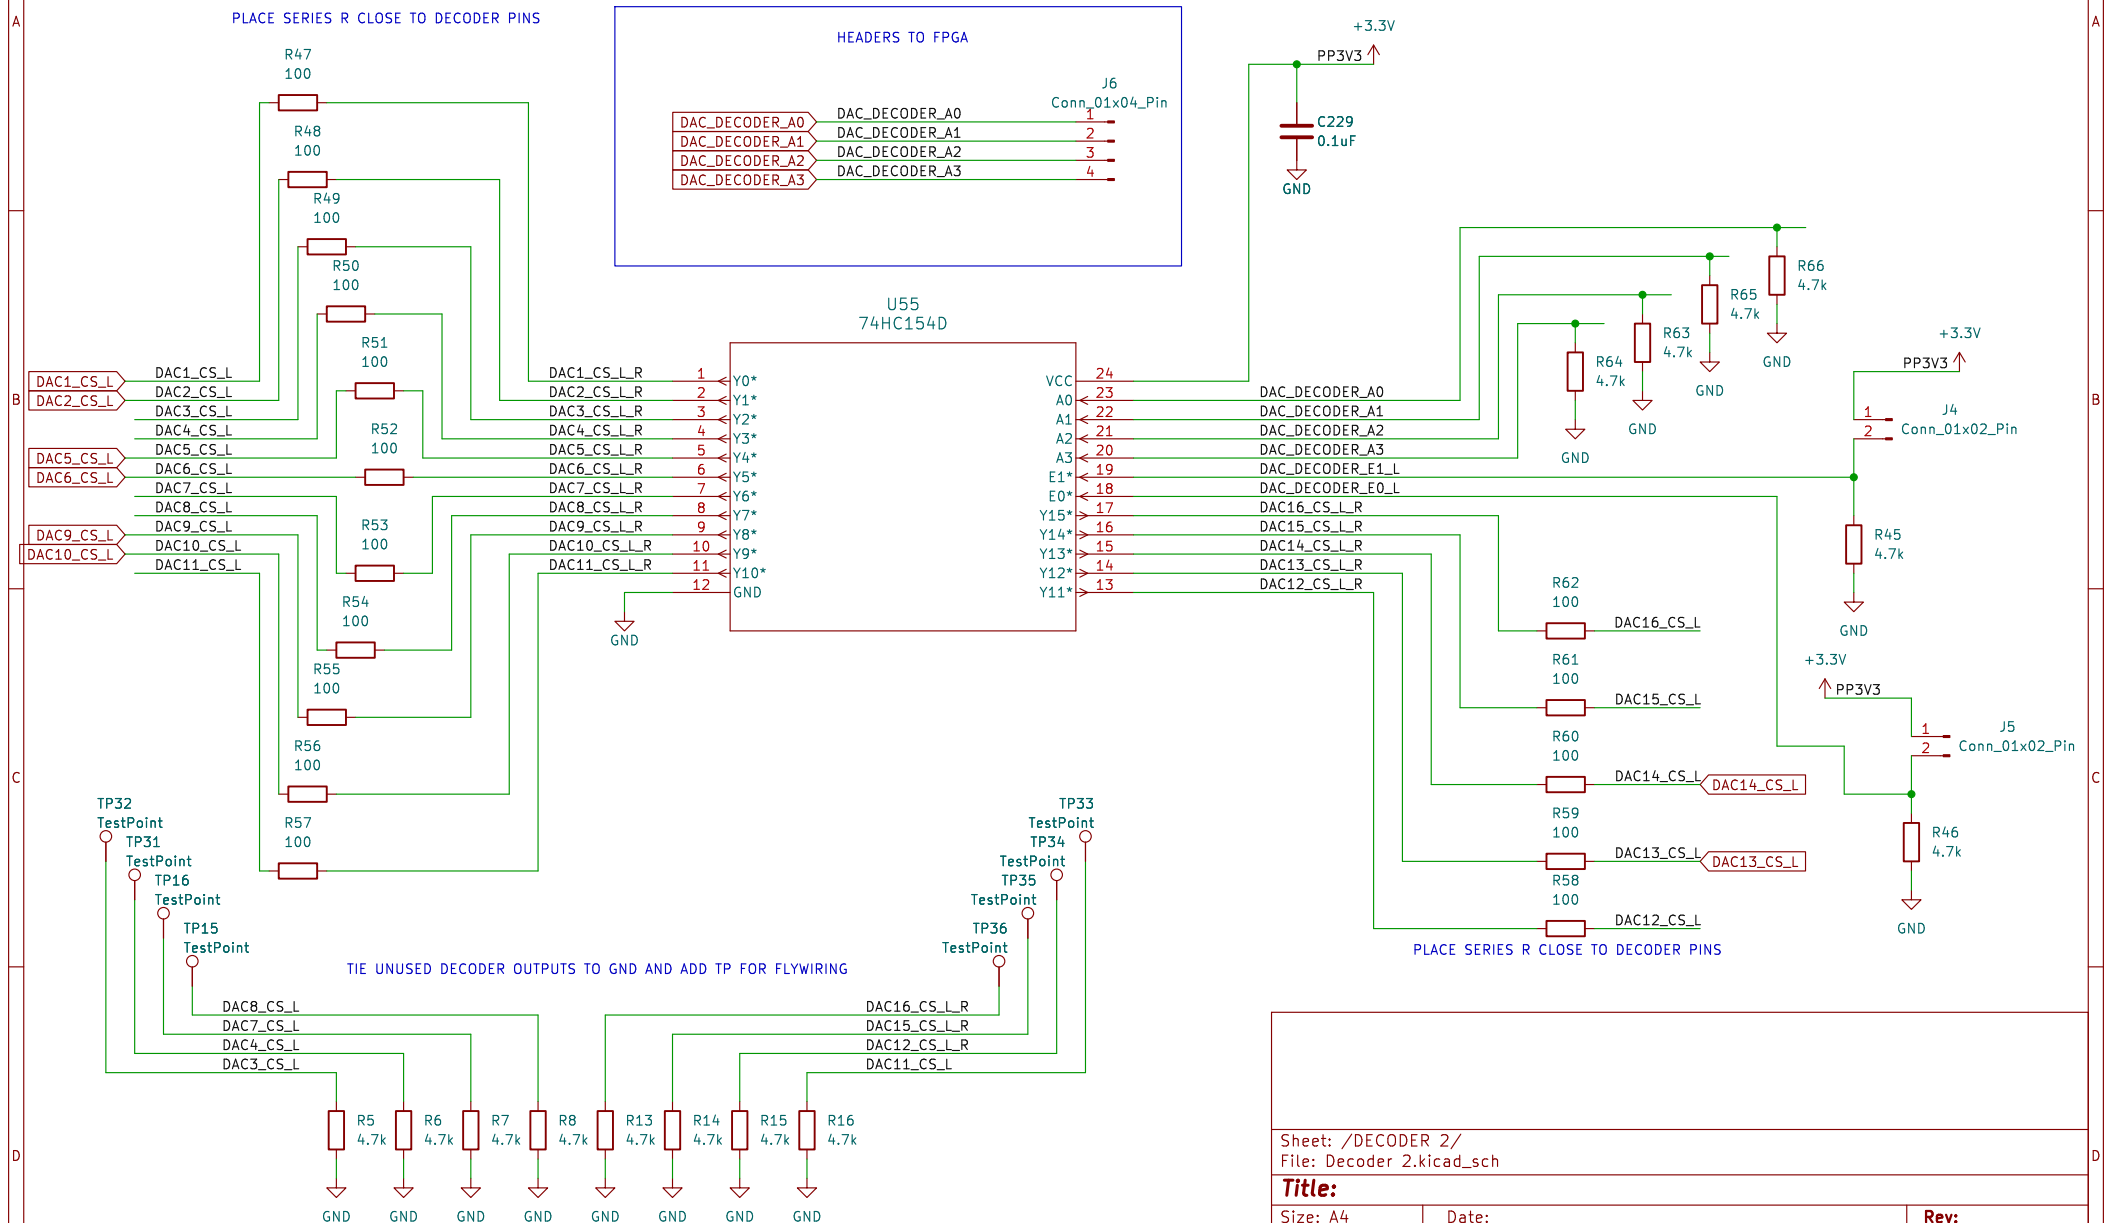 PLACE SERIES R CLOSE TO DECODER PINS
A
A
HEADERS TO FPGA
J6
Conn_01x04_Pin
DAC_DECODER_A0 DAC_DECODER_A0 1
DAC_DECODER_A1 DAC_DECODER_A1 2
DAC_DECODER_A2 DAC_DECODER_A2 3
DAC_DECODER_A3 DAC_DECODER_A3 4
+3.3V
PP3V3
C229
0.1uF
GND
R47
100
R48
100
R49
100
R50
100
R51
100
R52
100
R53
100
R54
100
R55
100
R56
100
R57
100
B
B
DAC1_CS_L DAC1_CS_L
DAC2_CS_L DAC2_CS_L
DAC3_CS_L
DAC4_CS_L
DAC5_CS_L DAC5_CS_L
DAC6_CS_L DAC6_CS_L
DAC7_CS_L
DAC8_CS_L
DAC9_CS_L DAC9_CS_L
DAC10_CS_L DAC10_CS_L
DAC11_CS_L
U55
74HC154D
DAC1_CS_L_R 1 Y0*
DAC2_CS_L_R 2 Y1*
DAC3_CS_L_R 3 Y2*
DAC4_CS_L_R 4 Y3*
DAC5_CS_L_R 5 Y4*
DAC6_CS_L_R 6 Y5*
DAC7_CS_L_R 7 Y6*
DAC8_CS_L_R 8 Y7*
DAC9_CS_L_R 9 Y8*
DAC10_CS_L_R 10 Y9*
DAC11_CS_L_R 11 Y10*
12 GND
GND
VCC 24
A0 23 DAC_DECODER_A0
A1 22 DAC_DECODER_A1
A2 21 DAC_DECODER_A2
A3 20 DAC_DECODER_A3
E1* 19 DAC_DECODER_E1_L
E0* 18 DAC_DECODER_E0_L
Y15* 17 DAC16_CS_L_R
Y14* 16 DAC15_CS_L_R
Y13* 15 DAC14_CS_L_R
Y12* 14 DAC13_CS_L_R
Y11* 13 DAC12_CS_L_R
R66
4.7k
GND
R65
4.7k
GND
R63
4.7k
GND
R64
4.7k
GND
+3.3V
PP3V3
1
2
J4
Conn_01x02_Pin
R45
4.7k
GND
+3.3V
PP3V3
1
2
J5
Conn_01x02_Pin
R46
4.7k
GND
R62
100
DAC16_CS_L
R61
100
DAC15_CS_L
R60
100
DAC14_CS_L DAC14_CS_L
R59
100
DAC13_CS_L DAC13_CS_L
R58
100
DAC12_CS_L
PLACE SERIES R CLOSE TO DECODER PINS
C
C
TP32
TestPoint
TP31
TestPoint
TP16
TestPoint
TP15
TestPoint
TP33
TestPoint
TP34
TestPoint
TP35
TestPoint
TP36
TestPoint
TIE UNUSED DECODER OUTPUTS TO GND AND ADD TP FOR FLYWIRING
DAC8_CS_L
DAC7_CS_L
DAC4_CS_L
DAC3_CS_L
DAC16_CS_L_R
DAC15_CS_L_R
DAC12_CS_L_R
DAC11_CS_L
R5
4.7k
R6
4.7k
R7
4.7k
R8
4.7k
R13
4.7k
R14
4.7k
R15
4.7k
R16
4.7k
GND GND GND GND GND GND GND GND
D
D
Sheet: /DECODER 2/
File: Decoder 2.kicad_sch
Title:
Size: A4 Date: Rev: